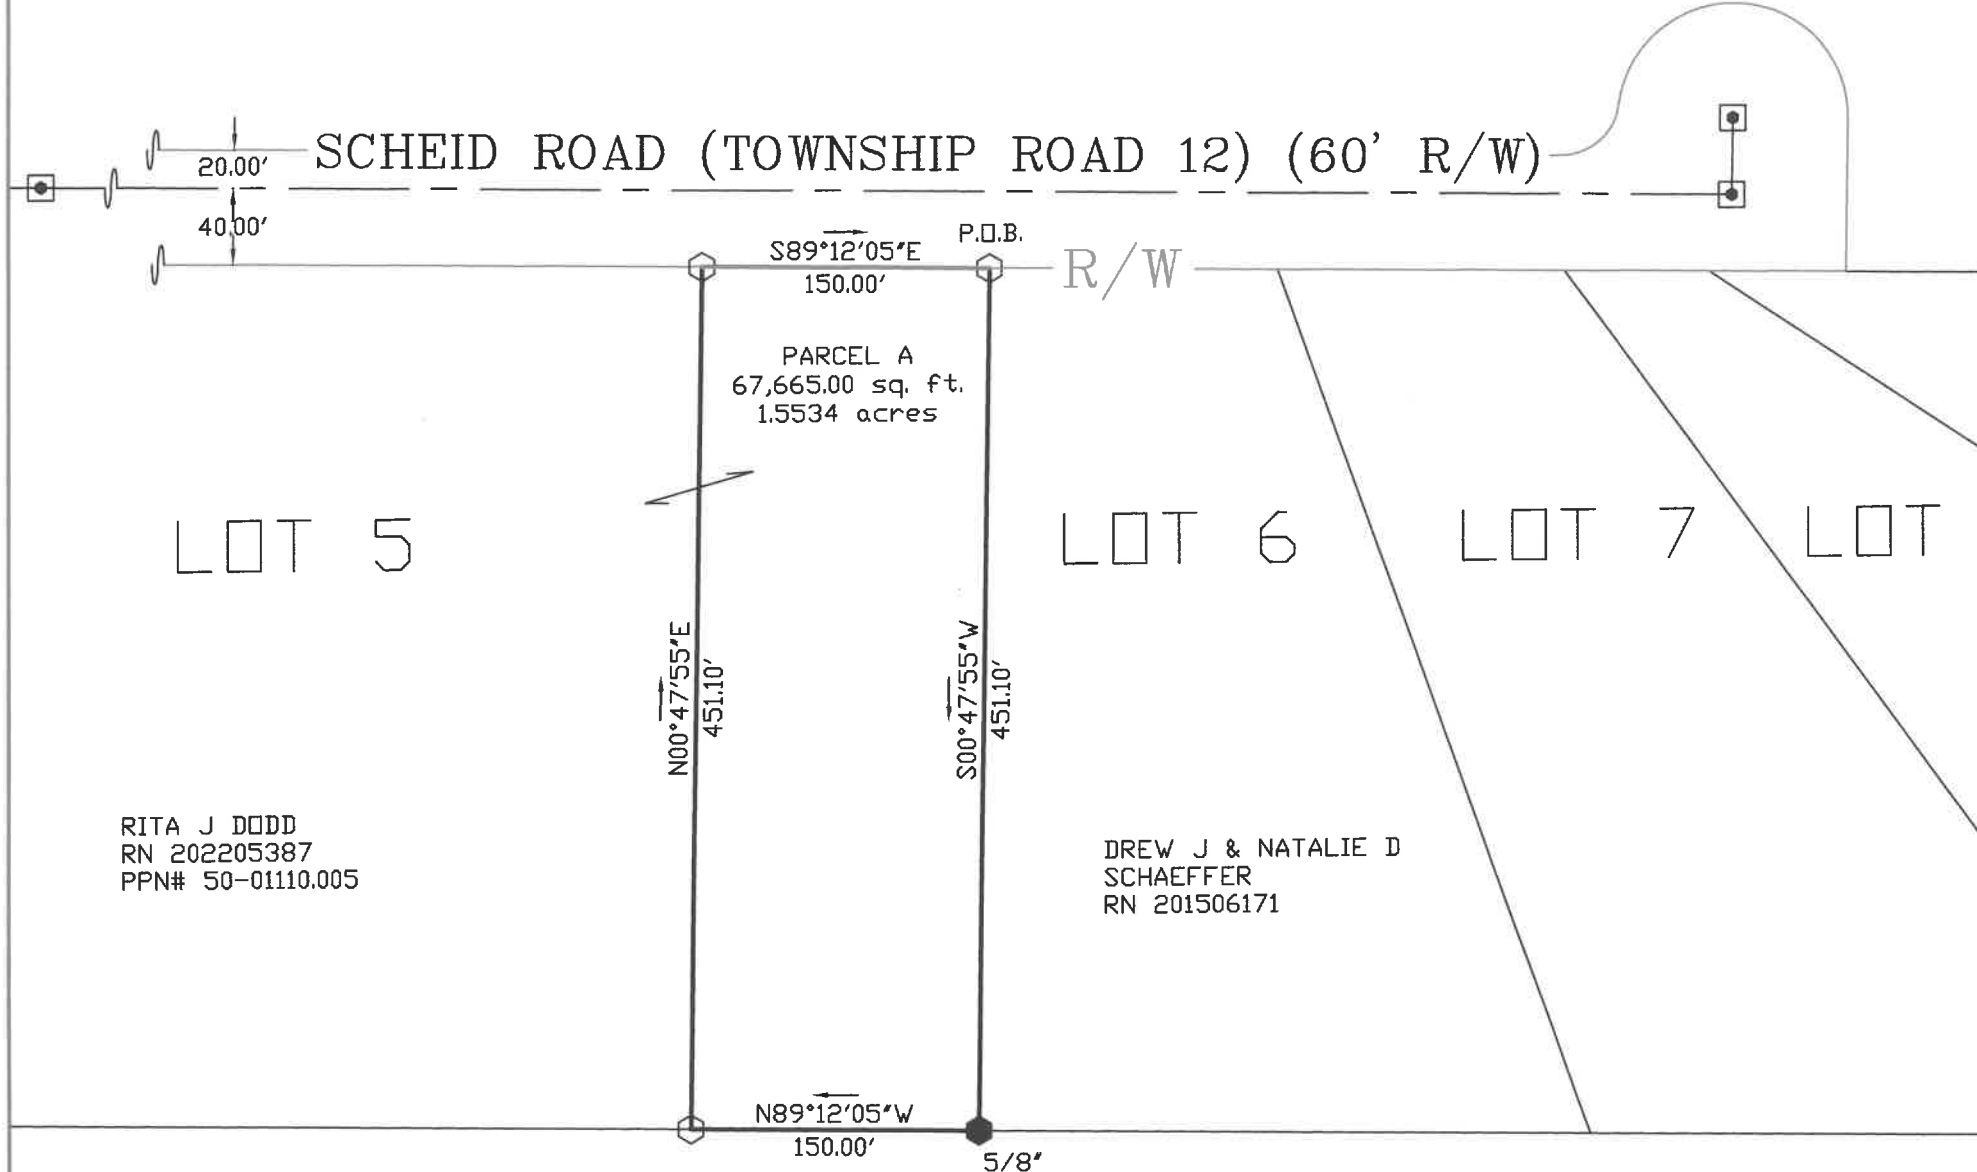 SCHEID ROAD (TOWNSHIP ROAD 12) (60' R/W)
20.00'
40.00'
S89°12'05"E
150.00'
P.O.B.
R/W
PARCEL A
67,665.00 sq. ft.
1.5534 acres
LOT 5
LOT 6
LOT 7
LOT
N00°47'55"E
451.10'
S00°47'55"W
451.10'
RITA J DODD
RN 202205387
PPN# 50-01110.005
DREW J & NATALIE D
SCHAEFFER
RN 201506171
N89°12'05"W
150.00'
5/8"